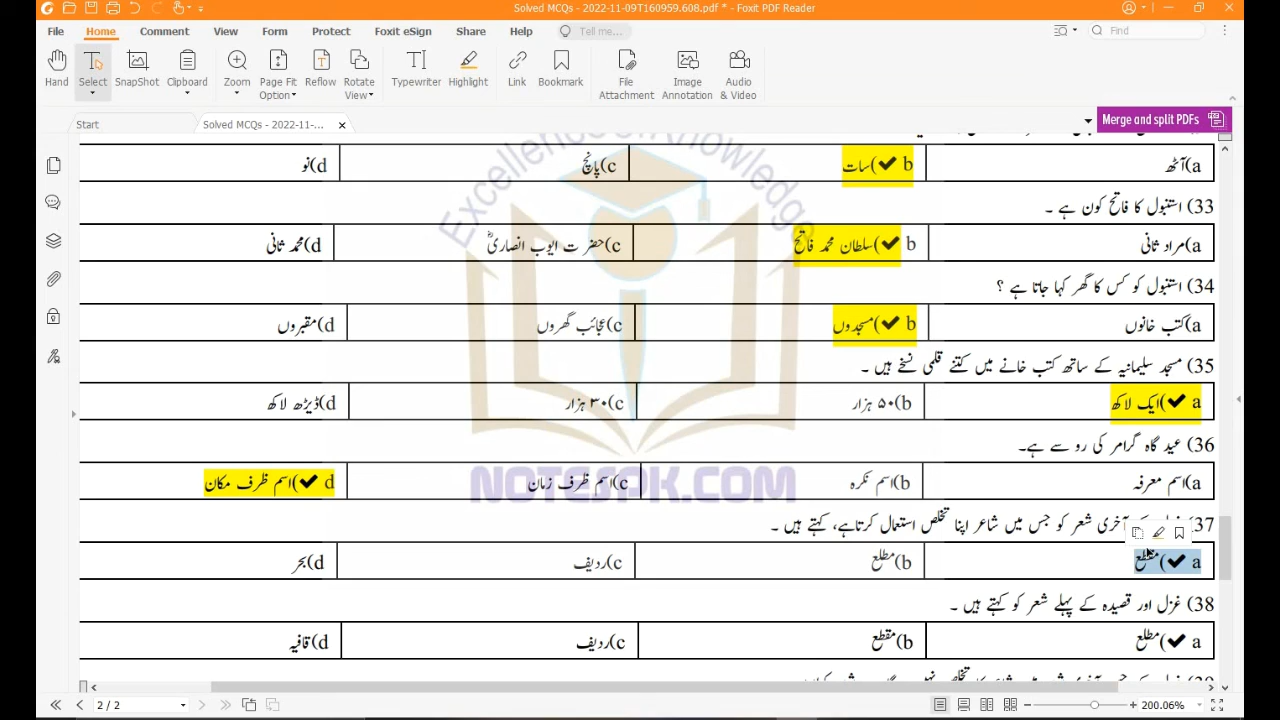 Solved MCQs - 2022-11-09T160959.608.pdf * - Foxit PDF Reader
File Home Comment View Form Protect Foxit eSign Share Help Tell me... Find
Hand Select SnapShot Clipboard Zoom Page Fit Option Reflow Rotate View Typewriter Highlight Link Bookmark File Attachment Image Annotation Audio & Video
Start Solved MCQs - 2022-11-... Merge and split PDFs
a)آٹھ b✔)سات c)پانچ d)نو
33) استنبول کا فاتح کون ہے ۔
a)مراد ثانی b✔)سلطان محمد فاتح c)حضرت ایوب انصاریؓ d)محمد ثانی
34) استنبول کو کس کا گھر کہا جاتا ہے ؟
a)کتب خانوں b✔)مسجدوں c)عجائب گھروں d)مقبروں
35) مسجد سلیمانیہ کے ساتھ کتب خانے میں کتنے قلمی نسخے ہیں ۔
a✔)ایک لاکھ b)۵۰ ہزار c)۳۰ ہزار d)ڈیڑھ لاکھ
36) عید گاہ گرامر کی رو سے ہے۔
a)اسم معرفہ b)اسم نکرہ c)اسم ظرف زمان d✔)اسم ظرف مکان
37) آخری شعر کو جس میں شاعر اپنا تخلص استعمال کرتاہے، کہتے ہیں ۔
a✔)مقطع b)مطلع c)ردیف d)بحر
38) غزل اور قصیدہ کے پہلے شعر کو کہتے ہیں ۔
a✔)مطلع b)مقطع c)ردیف d)قافیہ
Excellence of Knowledge
NOTESPK.COM
2 / 2 200.06%